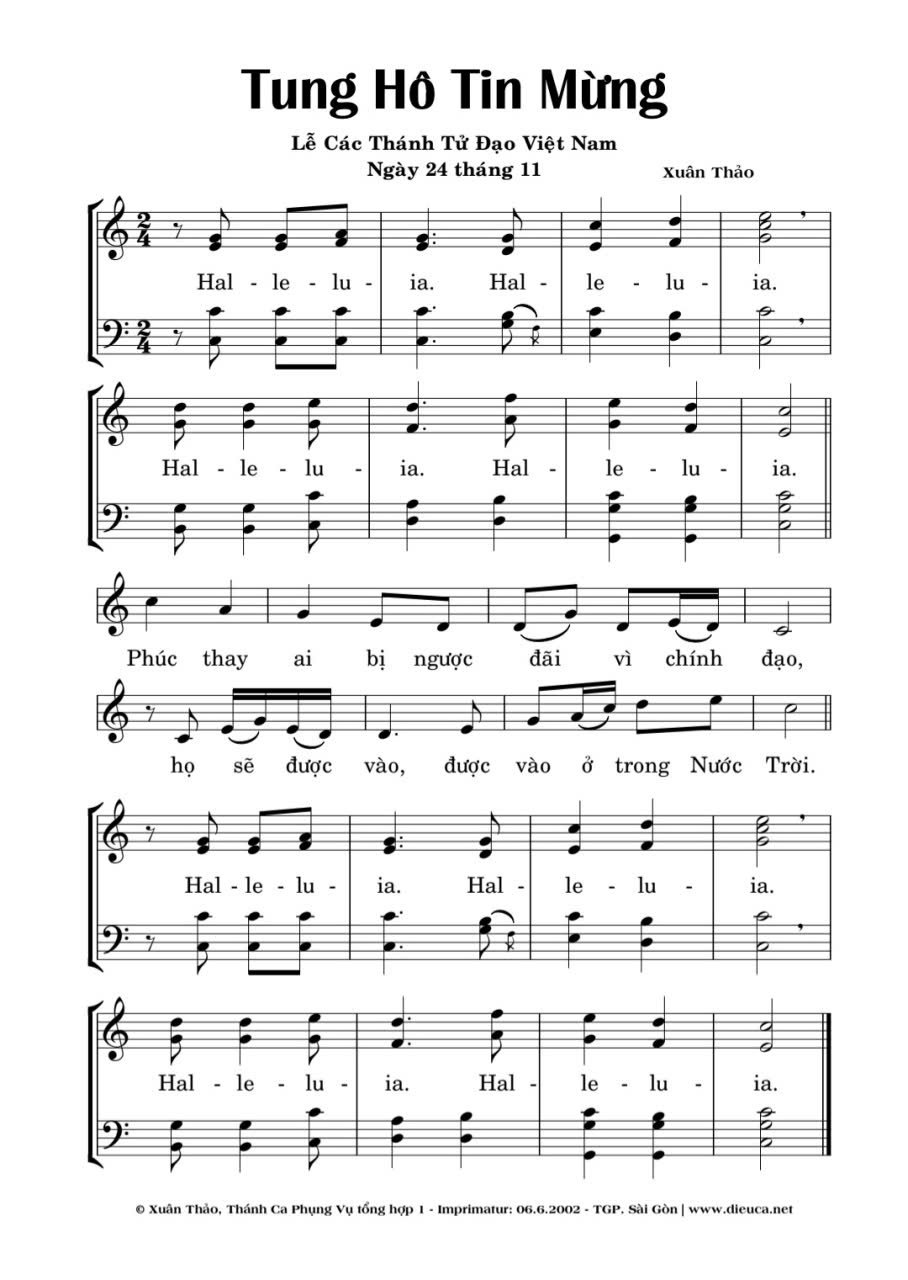 Tung Hô Tin Mừng
Lễ Các Thánh Tử Đạo Việt Nam
Ngày 24 tháng 11
Xuân Thảo
2 4
Hal - le - lu - ia. Hal - le - lu - ia.
2 4
Hal - le - lu - ia. Hal - le - lu - ia.
Phúc thay ai bị ngược đãi vì chính đạo,
họ sẽ được vào, được vào ở trong Nước Trời.
Hal - le - lu - ia. Hal - le - lu - ia.
Hal - le - lu - ia. Hal - le - lu - ia.
© Xuân Thảo, Thánh Ca Phụng Vụ tổng hợp 1 - Imprimatur: 06.6.2002 - TGP. Sài Gòn | www.dieuca.net